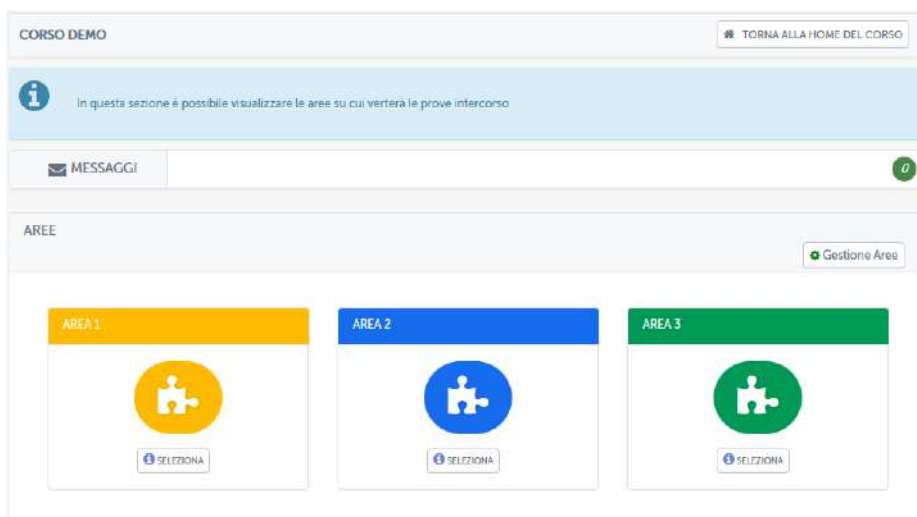 CORSO DEMO
TORNA ALLA HOME DEL CORSO
In questa sezione è possibile visualizzare le aree su cui verterà le prove intercorso
MESSAGGI
0
AREE
Gestione Aree
AREA 1
AREA 2
AREA 3
SELEZIONA
SELEZIONA
SELEZIONA